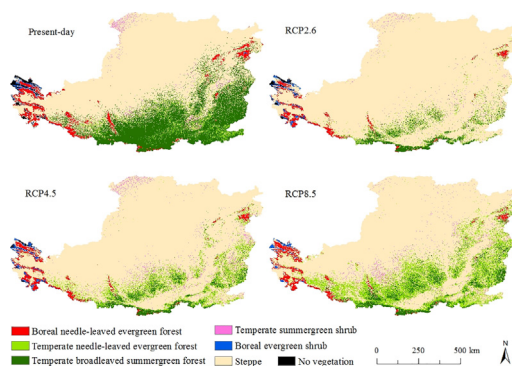 Present-day
RCP2.6
RCP4.5
RCP8.5
Boreal needle-leaved evergreen forest
Temperate summergreen shrub
Temperate needle-leaved evergreen forest
Boreal evergreen shrub
Temperate broadleaved summergreen forest
Steppe
No vegetation
0 250 500 km
N